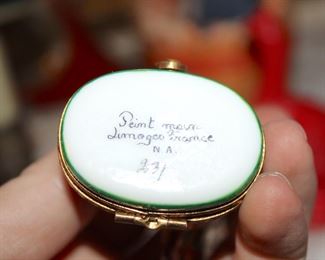 Peint main
Limoges France
N.A.